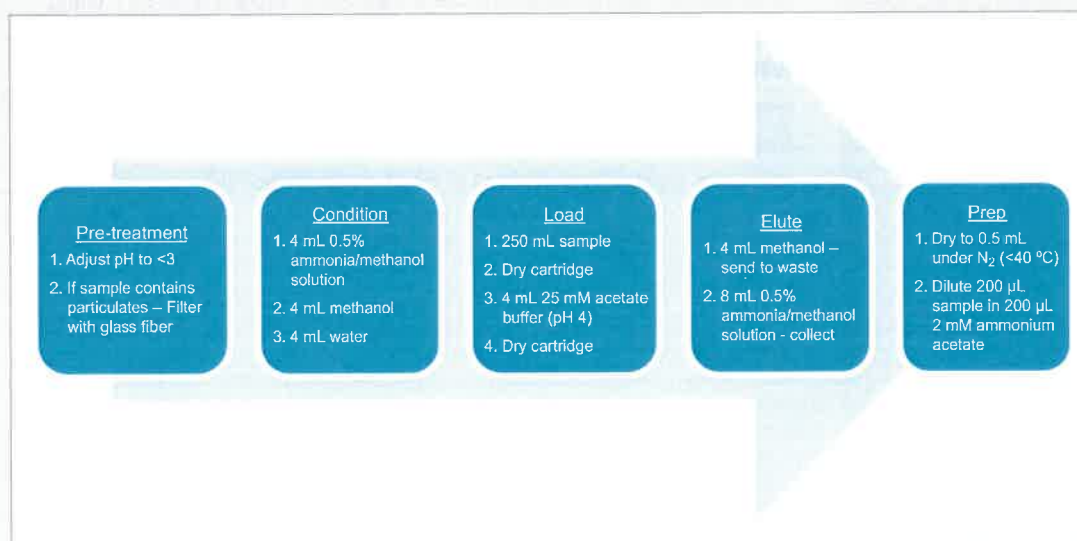 Pre-treatment
1. Adjust pH to <3
2. If sample contains
particulates – Filter
with glass fiber
Condition
1. 4 mL 0.5%
ammonia/methanol
solution
2. 4 mL methanol
3. 4 mL water
Load
1. 250 mL sample
2. Dry cartridge
3. 4 mL 25 mM acetate
buffer (pH 4)
4. Dry cartridge
Elute
1. 4 mL methanol –
send to waste
2. 8 mL 0.5%
ammonia/methanol
solution - collect
Prep
1. Dry to 0.5 mL
under N₂ (<40 ºC)
2. Dilute 200 µL
sample in 200 µL
2 mM ammonium
acetate